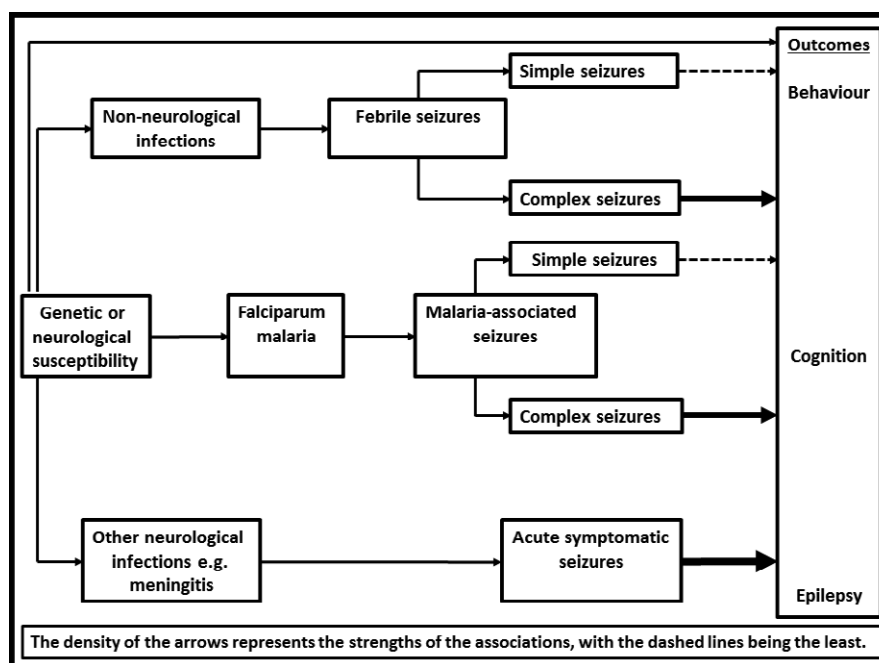 Outcomes
Simple seizures
Behaviour
Non-neurological
infections
Febrile seizures
Complex seizures
Simple seizures
Genetic or
neurological
susceptibility
Falciparum
malaria
Malaria-associated
seizures
Cognition
Complex seizures
Other neurological
infections e.g.
meningitis
Acute symptomatic
seizures
Epilepsy
The density of the arrows represents the strengths of the associations, with the dashed lines being the least.